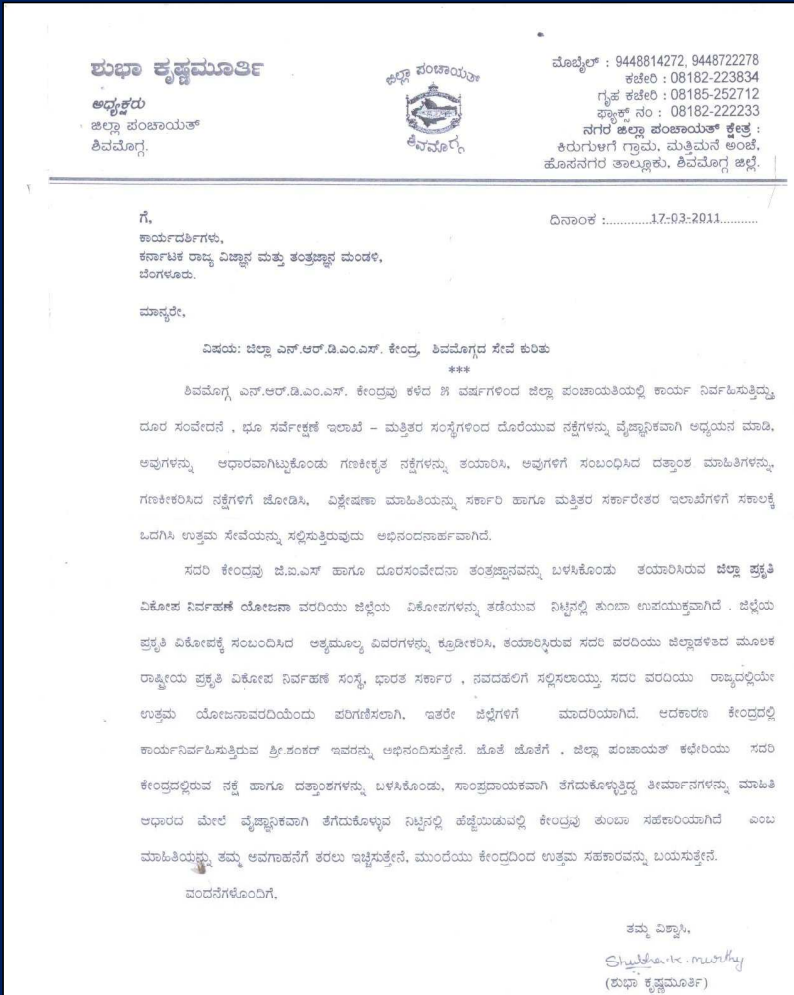 ಶುಭಾ ಕೃಷ್ಣಮೂರ್ತಿ
ಅಧ್ಯಕ್ಷರು
ಜಿಲ್ಲಾ ಪಂಚಾಯತ್
ಶಿವಮೊಗ್ಗ.
ಜಿಲ್ಲಾ ಪಂಚಾಯತ್
ಶಿವಮೊಗ್ಗ
ಮೊಬೈಲ್ : 9448814272, 9448722278
ಕಚೇರಿ : 08182-223834
ಗೃಹ ಕಚೇರಿ : 08185-252712
ಫ್ಯಾಕ್ಸ್ ನಂ : 08182-222233
ನಗರ ಜಿಲ್ಲಾ ಪಂಚಾಯತ್ ಕ್ಷೇತ್ರ :
ಕಿರುಗುಳಗೆ ಗ್ರಾಮ, ಮತ್ತಿಮನೆ ಅಂಚೆ,
ಹೊಸನಗರ ತಾಲ್ಲೂಕು, ಶಿವಮೊಗ್ಗ ಜಿಲ್ಲೆ.
ಗೆ,
ದಿನಾಂಕ :............17-03-2011..........
ಕಾರ್ಯದರ್ಶಿಗಳು,
ಕರ್ನಾಟಕ ರಾಜ್ಯ ವಿಜ್ಞಾನ ಮತ್ತು ತಂತ್ರಜ್ಞಾನ ಮಂಡಳಿ,
ಬೆಂಗಳೂರು.
ಮಾನ್ಯರೇ,
ವಿಷಯ: ಜಿಲ್ಲಾ ಎನ್.ಆರ್.ಡಿ.ಎಂ.ಎಸ್. ಕೇಂದ್ರ, ಶಿವಮೊಗ್ಗದ ಸೇವೆ ಕುರಿತು
***
ಶಿವಮೊಗ್ಗ ಎನ್.ಆರ್.ಡಿ.ಎಂ.ಎಸ್. ಕೇಂದ್ರವು ಕಳೆದ ೫ ವರ್ಷಗಳಿಂದ ಜಿಲ್ಲಾ ಪಂಚಾಯತಿಯಲ್ಲಿ ಕಾರ್ಯ ನಿರ್ವಹಿಸುತ್ತಿದ್ದು,
ದೂರ ಸಂವೇದನೆ , ಭೂ ಸರ್ವೇಕ್ಷಣೆ ಇಲಾಖೆ – ಮತ್ತಿತರ ಸಂಸ್ಥೆಗಳಿಂದ ದೊರೆಯುವ ನಕ್ಷೆಗಳನ್ನು ವೈಜ್ಞಾನಿಕವಾಗಿ ಅಧ್ಯಯನ ಮಾಡಿ,
ಅವುಗಳನ್ನು ಆಧಾರವಾಗಿಟ್ಟುಕೊಂಡು ಗಣಕೀಕೃತ ನಕ್ಷೆಗಳನ್ನು ತಯಾರಿಸಿ, ಅವುಗಳಿಗೆ ಸಂಬಂಧಿಸಿದ ದತ್ತಾಂಶ ಮಾಹಿತಿಗಳನ್ನು,
ಗಣಕೀಕರಿಸಿದ ನಕ್ಷೆಗಳಿಗೆ ಜೋಡಿಸಿ, ವಿಶ್ಲೇಷಣಾ ಮಾಹಿತಿಯನ್ನು ಸರ್ಕಾರಿ ಹಾಗೂ ಮತ್ತಿತರ ಸರ್ಕಾರೇತರ ಇಲಾಖೆಗಳಿಗೆ ಸಕಾಲಕ್ಕೆ
ಒದಗಿಸಿ ಉತ್ತಮ ಸೇವೆಯನ್ನು ಸಲ್ಲಿಸುತ್ತಿರುವುದು ಅಭಿನಂದನಾರ್ಹವಾಗಿದೆ.
ಸದರಿ ಕೇಂದ್ರವು ಜಿ.ಐ.ಎಸ್ ಹಾಗೂ ದೂರಸಂವೇದನಾ ತಂತ್ರಜ್ಞಾನವನ್ನು ಬಳಸಿಕೊಂಡು ತಯಾರಿಸಿರುವ ಜಿಲ್ಲಾ ಪ್ರಕೃತಿ
ವಿಕೋಪ ನಿರ್ವಹಣೆ ಯೋಜನಾ ವರದಿಯು ಜಿಲ್ಲೆಯ ವಿಕೋಪಗಳನ್ನು ತಡೆಯುವ ನಿಟ್ಟಿನಲ್ಲಿ ತುಂಬಾ ಉಪಯುಕ್ತವಾಗಿದೆ . ಜಿಲ್ಲೆಯ
ಪ್ರಕೃತಿ ವಿಕೋಪಕ್ಕೆ ಸಂಬಂದಿಸಿದ ಅತ್ಯಮೂಲ್ಯ ವಿವರಗಳನ್ನು ಕ್ರೂಡೀಕರಿಸಿ, ತಯಾರಿಸ್ಸಿರುವ ಸದರಿ ವರದಿಯು ಜಿಲ್ಲಾಡಳಿತದ ಮೂಲಕ
ರಾಷ್ಟ್ರೀಯ ಪ್ರಕೃತಿ ವಿಕೋಪ ನಿರ್ವಹಣೆ ಸಂಸ್ಥೆ, ಭಾರತ ಸರ್ಕಾರ , ನವದಹಲಿಗೆ ಸಲ್ಲಿಸಲಾಯ್ತು. ಸದರಿ ವರದಿಯು ರಾಜ್ಯದಲ್ಲಿಯೇ
ಉತ್ತಮ ಯೋಜನಾವರದಿಯೆಂದು ಪರಿಗಣಿಸಲಾಗಿ, ಇತರೇ ಜಿಲ್ಲೆಗಳಿಗೆ ಮಾದರಿಯಾಗಿದೆ. ಆದಕಾರಣ ಕೇಂದ್ರದಲ್ಲಿ
ಕಾರ್ಯನಿರ್ವಹಿಸುತ್ತಿರುವ ಶ್ರೀ.ಶಂಕರ್ ಇವರನ್ನು ಅಭಿನಂದಿಸುತ್ತೇನೆ. ಜೊತೆ ಜೊತೆಗೆ , ಜಿಲ್ಲಾ ಪಂಚಾಯತ್ ಕಛೇರಿಯು ಸದರಿ
ಕೇಂದ್ರದಲ್ಲಿರುವ ನಕ್ಷೆ ಹಾಗೂ ದತ್ತಾಂಶಗಳನ್ನು ಬಳಸಿಕೊಂಡು, ಸಾಂಪ್ರದಾಯಕವಾಗಿ ತೆಗೆದುಕೊಳ್ಳುತ್ತಿದ್ದ ತೀರ್ಮಾನಗಳನ್ನು ಮಾಹಿತಿ
ಆಧಾರದ ಮೇಲೆ ವೈಜ್ಞಾನಿಕವಾಗಿ ತೆಗೆದುಕೊಳ್ಳುವ ನಿಟ್ಟಿನಲ್ಲಿ ಹೆಜ್ಜೆಯಿಡುವಲ್ಲಿ ಕೇಂದ್ರವು ತುಂಬಾ ಸಹಕಾರಿಯಾಗಿದೆ ಎಂಬ
ಮಾಹಿತಿಯನ್ನು ತಮ್ಮ ಅವಗಾಹನೆಗೆ ತರಲು ಇಚ್ಛಿಸುತ್ತೇನೆ, ಮುಂದೆಯು ಕೇಂದ್ರದಿಂದ ಉತ್ತಮ ಸಹಕಾರವನ್ನು ಬಯಸುತ್ತೇನೆ.
ವಂದನೆಗಳೊಂದಿಗೆ,
ತಮ್ಮ ವಿಶ್ವಾಸಿ,
Shubha.k.murthy
(ಶುಭಾ ಕೃಷ್ಣಮೂರ್ತಿ)